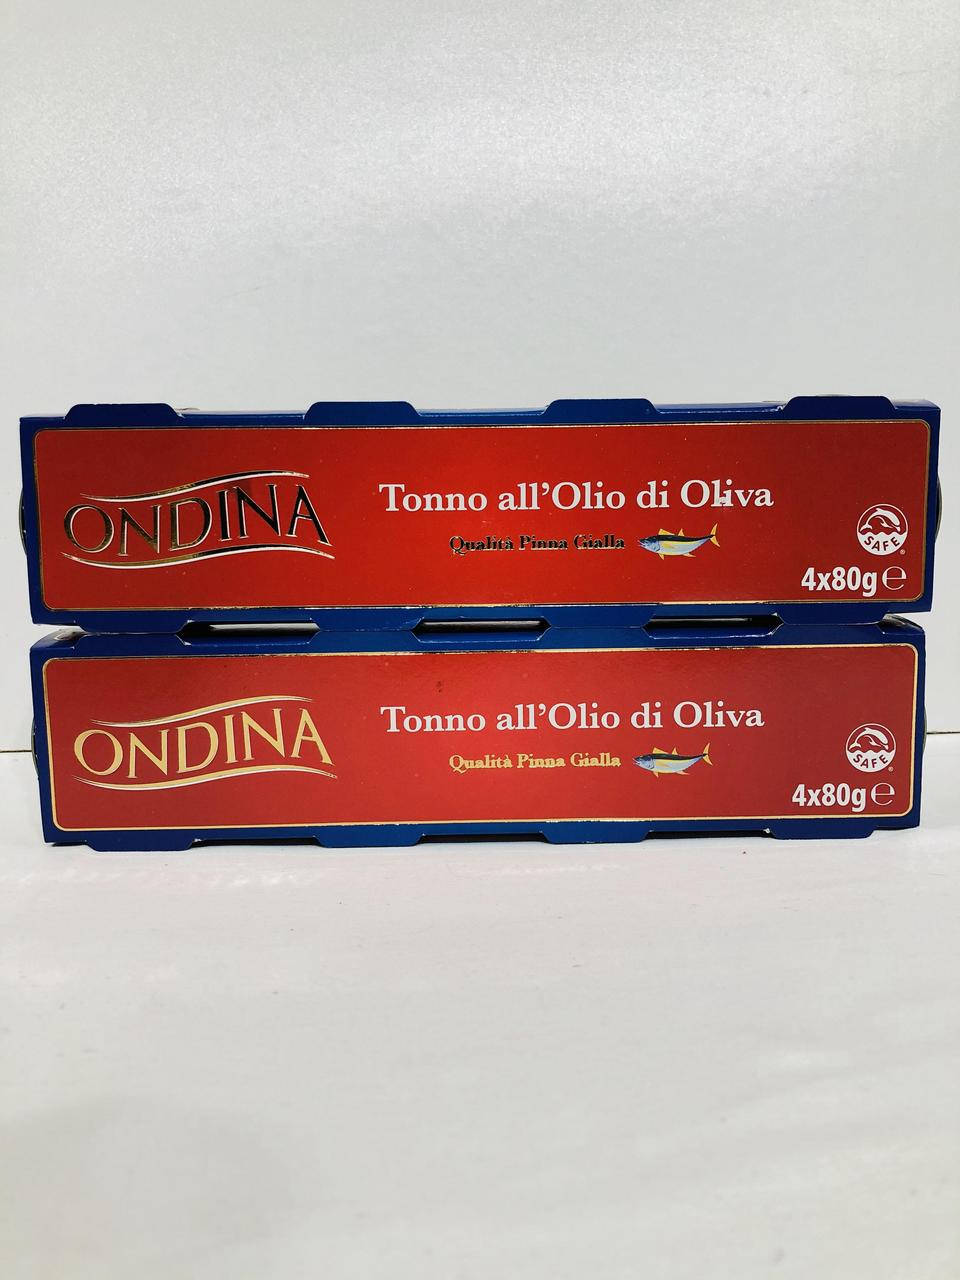 ONDINA
Tonno all'Olio di Oliva
Qualità Pinna Gialla
SAFE®
4x80g℮
ONDINA
Tonno all'Olio di Oliva
Qualità Pinna Gialla
SAFE®
4x80g℮